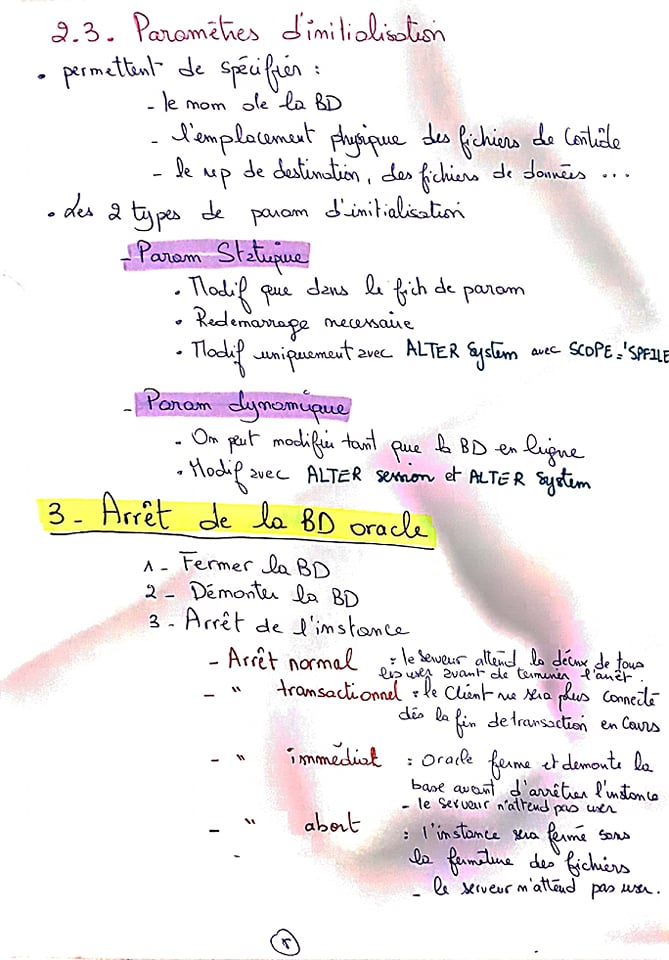 2.3. Paramètres d'initialisation
• permettent de spécifier :
- le nom de la BD
- l'emplacement physique des fichiers de contrôle
- le rep de destination, des fichiers de données ...
• Les 2 types de param d'initialisation
- Param Statique
• Modif que dans le fich de param
• Redemarrage necessaire
• Modif uniquement avec ALTER System avec SCOPE='SPFILE
- Param dynamique
• On peut modifier tant que la BD en ligne
• Modif avec ALTER session et ALTER System
3 - Arrêt de la BD oracle
1 - Fermer la BD
2 - Démonter la BD
3 - Arrêt de l'instance
- Arrêt normal : le serveur attend la décnx de tous
les user avant de terminer l'arrêt.
- " transactionnel : le client ne sera plus connecté
dés la fin de transaction en cours
- " immédiat : Oracle ferme et demonte la
base avant d'arrêter l'instance
- le serveur n'attend pas user
- " abort : l'instance sera fermé sans
la fermeture des fichiers
- le serveur n'attend pas user.